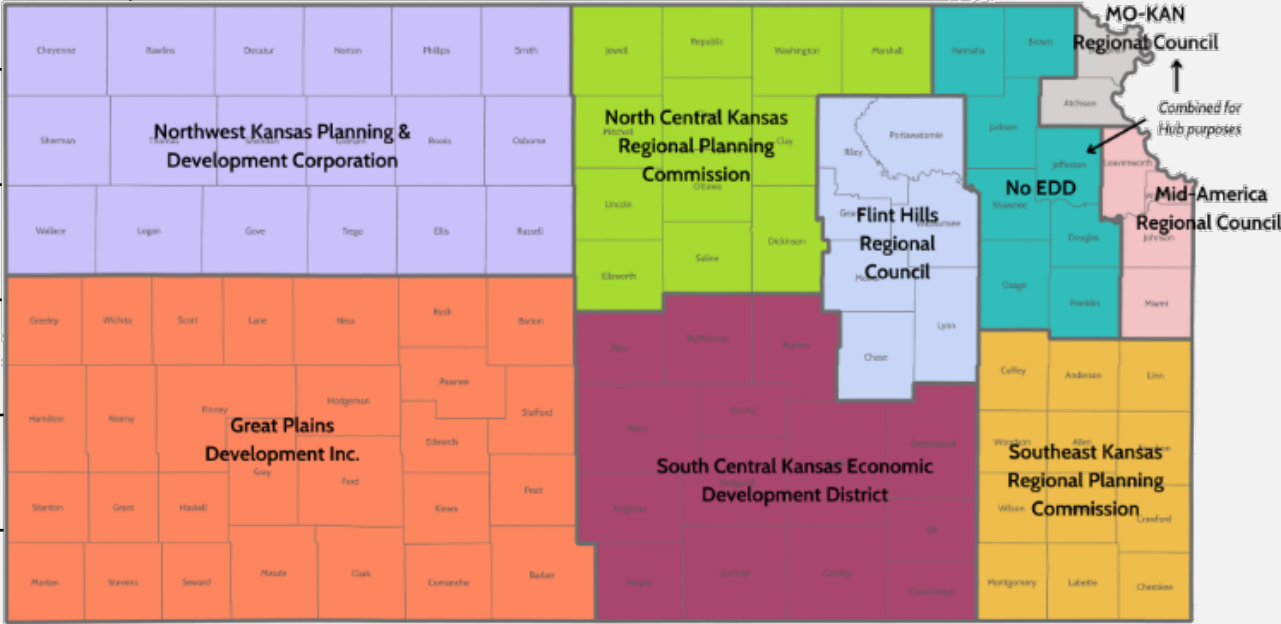 MO-KAN
Regional Council
Combined for
Hub purposes
Cheyenne Rawlins Decatur Norton Phillips Smith Jewell Republic Washington Marshall Nemaha Brown
Atchison
Northwest Kansas Planning &
Development Corporation
Sherman Rooks Osborne
North Central Kansas
Regional Planning
Commission
Mitchell Clay
Riley Pottawatomie Jackson Jefferson Leavenworth
No EDD
Shawnee
Mid-America
Regional Council
Johnson
Wallace Logan Gove Trego Ellis Russell Lincoln Ottawa Dickinson
Flint Hills
Regional
Council
Douglas
Ellsworth Saline Lyon Chase Osage Franklin Miami
Greeley Wichita Scott Lane Ness Rush Barton
Great Plains
Development Inc.
Pawnee Hodgeman Finney Hamilton Kearny Stafford Edwards
Gray Ford Pratt Kiowa
Stanton Grant Haskell
Morton Stevens Seward Meade Clark Comanche Barber
South Central Kansas Economic
Development District
McPherson Marion Greenwood Elk
Coffey Anderson Linn
Woodson Allen
Southeast Kansas
Regional Planning
Commission
Wilson Crawford
Montgomery Labette Cherokee